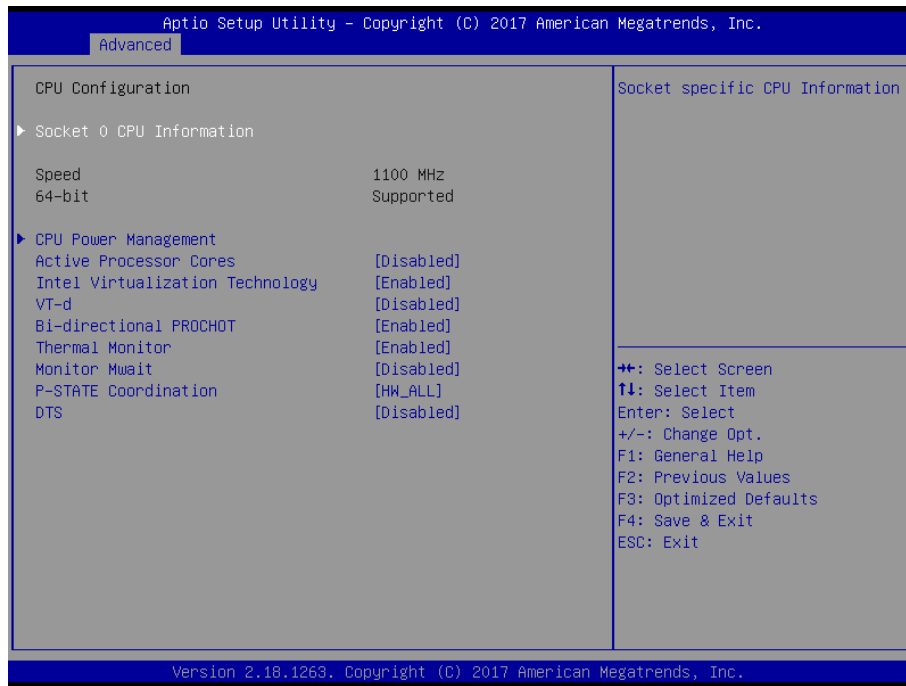 Aptio Setup Utility – Copyright (C) 2017 American Megatrends, Inc.
Advanced
CPU Configuration
Socket 0 CPU Information
Speed 1100 MHz
64-bit Supported
CPU Power Management
Active Processor Cores [Disabled]
Intel Virtualization Technology [Enabled]
VT-d [Disabled]
Bi-directional PROCHOT [Enabled]
Thermal Monitor [Enabled]
Monitor Mwait [Disabled]
P-STATE Coordination [HW_ALL]
DTS [Disabled]
Socket specific CPU Information
→←: Select Screen
↑↓: Select Item
Enter: Select
+/-: Change Opt.
F1: General Help
F2: Previous Values
F3: Optimized Defaults
F4: Save & Exit
ESC: Exit
Version 2.18.1263. Copyright (C) 2017 American Megatrends, Inc.